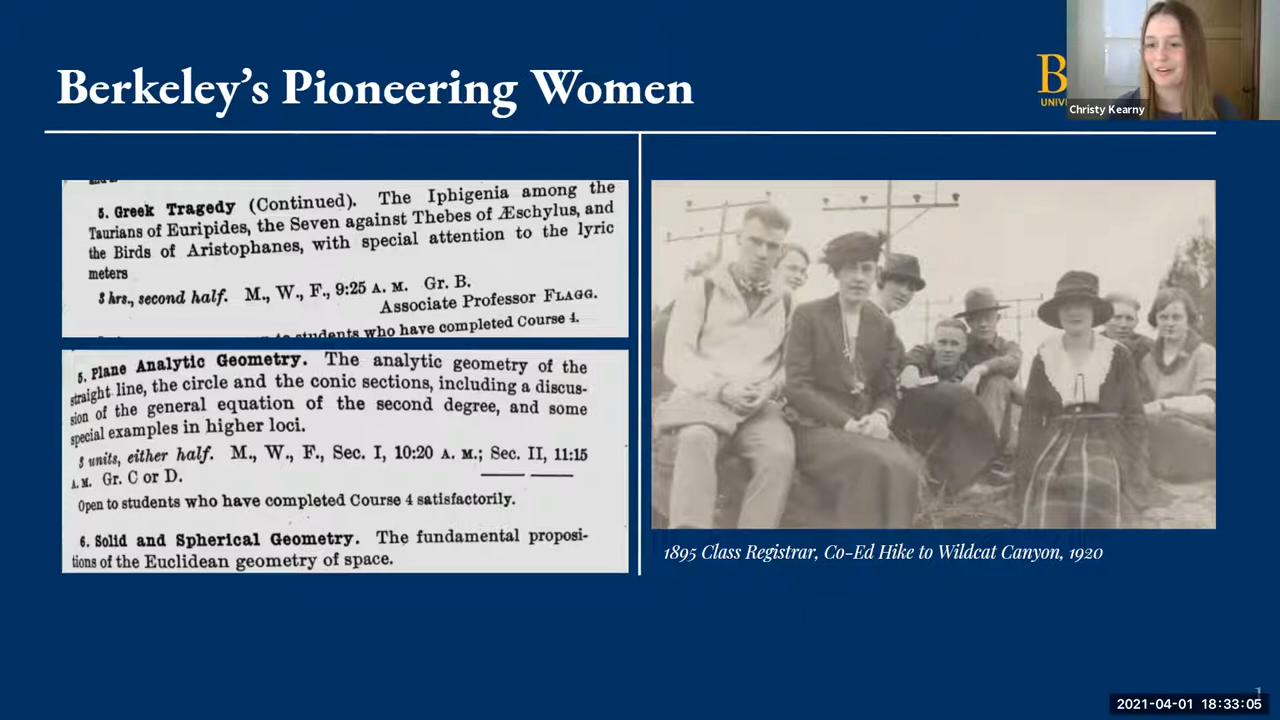 Berkeley's Pioneering Women
B
UNIV
Christy Kearny
5. Greek Tragedy (Continued). The Iphigenia among the
Taurians of Euripides, the Seven against Thebes of Æschylus, and
the Birds of Aristophanes, with special attention to the lyric
meters
3 hrs., second half. M., W., F., 9:25 A. M. Gr. B.
Associate Professor FLAGG.
to students who have completed Course 4.
5. Plane Analytic Geometry. The analytic geometry of the
straight line, the circle and the conic sections, including a discus-
sion of the general equation of the second degree, and some
special examples in higher loci.
3 units, either half. M., W., F., Sec. I, 10:20 A. M.; Sec. II, 11:15
A. M. Gr. C or D.
Open to students who have completed Course 4 satisfactorily.
6. Solid and Spherical Geometry. The fundamental proposi-
tions of the Euclidean geometry of space.
1895 Class Registrar, Co-Ed Hike to Wildcat Canyon, 1920
1
2021-04-01 18:33:05